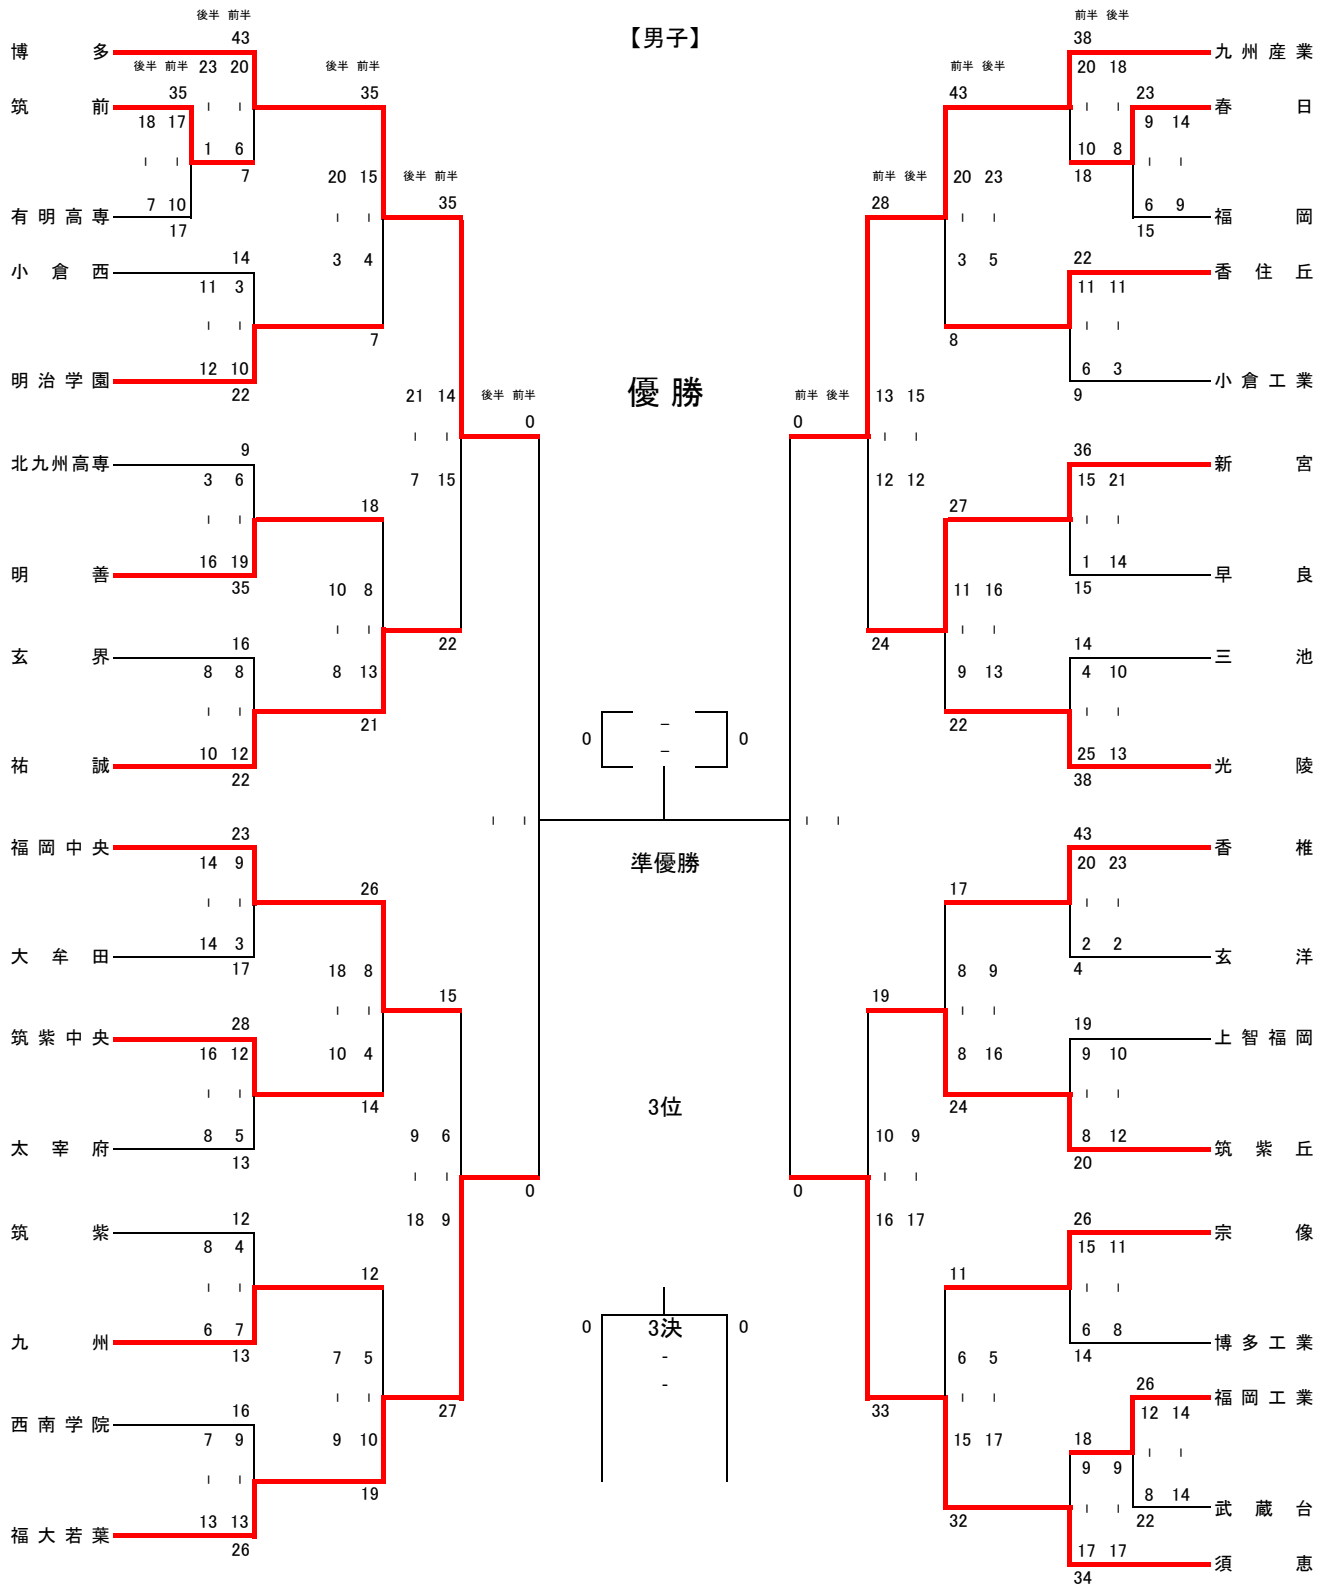 【男子】
後半 前半
43
博多
23 20
後半 前半
35
筑前
18 17
1 6
7
7 10
有明高専
17
後半 前半
35
20 15
3 4
7
14
小倉西
11 3
12 10
明治学園
22
後半 前半
35
21 14
7 15
22
9
北九州高専
3 6
16 19
明善
35
18
10 8
8 13
21
16
玄界
8 8
10 12
祐誠
22
後半 前半
0
23
福岡中央
14 9
14 3
大牟田
17
26
18 8
10 4
14
28
筑紫中央
16 12
8 5
太宰府
13
15
9 6
18 9
27
0
12
筑紫
8 4
6 7
九州
13
12
7 5
9 10
19
16
西南学院
7 9
13 13
福大若葉
26
優勝
0 － 0
－
準優勝
3位
0 3決 0
-
-
前半 後半
38
九州産業
20 18
23
春日
9 14
10 8
18
6 9
福岡
15
前半 後半
43
20 23
3 5
8
22
香住丘
11 11
6 3
小倉工業
9
前半 後半
28
13 15
12 12
24
前半 後半
0
36
新宮
15 21
1 14
早良
15
27
11 16
9 13
22
14
三池
4 10
25 13
光陵
38
43
香椎
20 23
2 2
玄洋
4
17
8 9
8 16
24
19
上智福岡
9 10
8 12
筑紫丘
20
19
10 9
16 17
33
0
26
宗像
15 11
6 8
博多工業
14
11
6 5
15 17
32
26
福岡工業
12 14
18
9 9
8 14
武蔵台
22
17 17
須恵
34